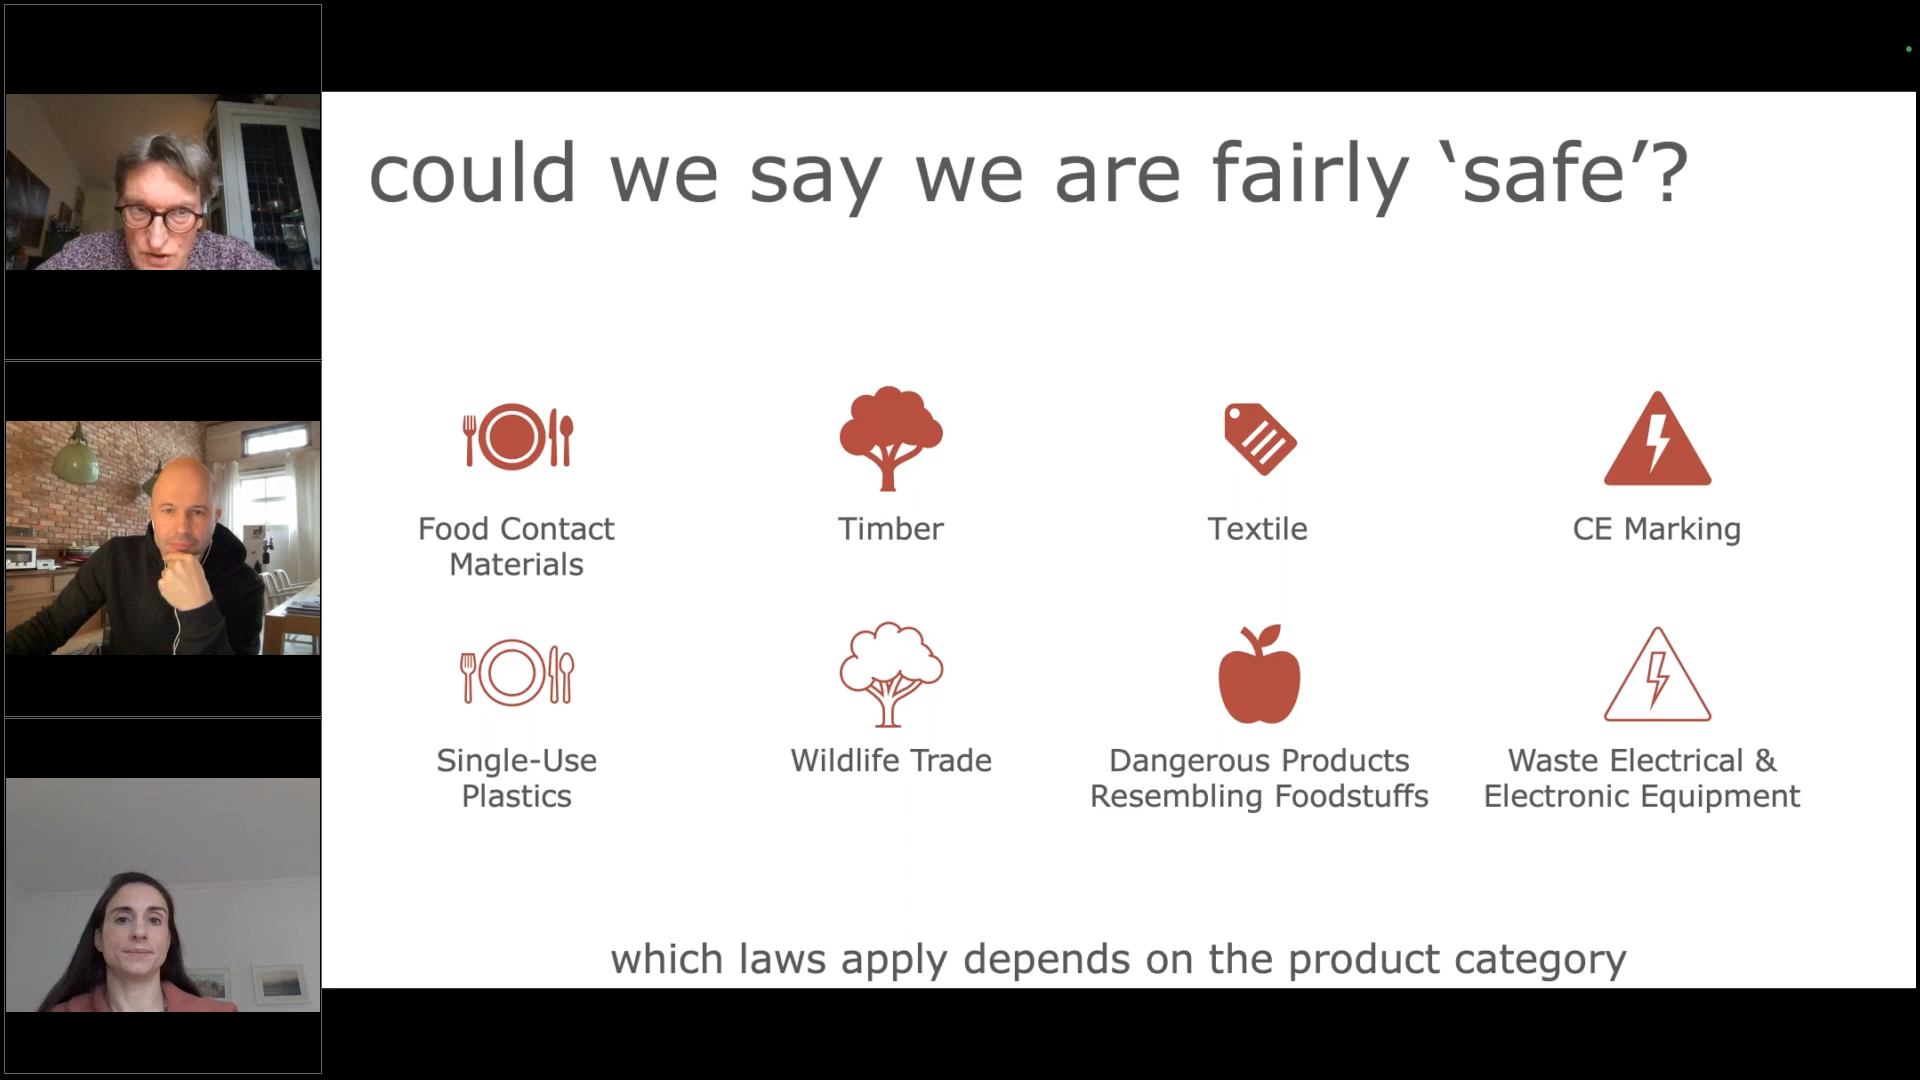 could we say we are fairly ‘safe’?
Food Contact
Materials
Timber
Textile
CE Marking
Single-Use
Plastics
Wildlife Trade
Dangerous Products
Resembling Foodstuffs
Waste Electrical &
Electronic Equipment
which laws apply depends on the product category